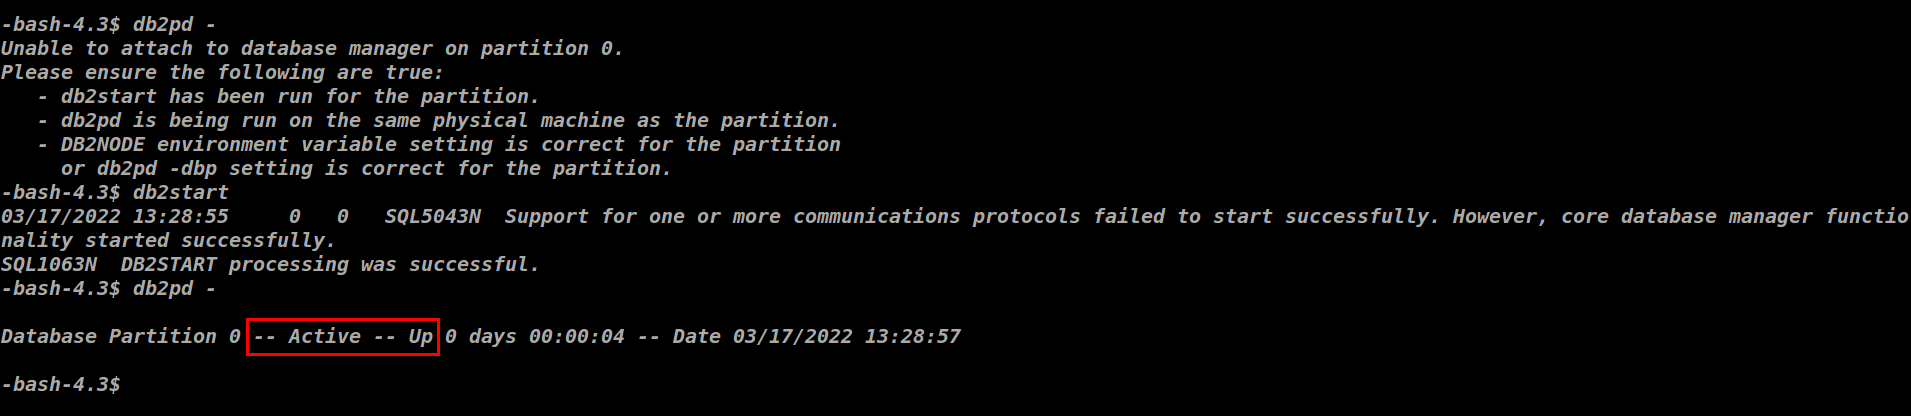 -bash-4.3$ db2pd -
Unable to attach to database manager on partition 0.
Please ensure the following are true:
   - db2start has been run for the partition.
   - db2pd is being run on the same physical machine as the partition.
   - DB2NODE environment variable setting is correct for the partition
     or db2pd -dbp setting is correct for the partition.
-bash-4.3$ db2start
03/17/2022 13:28:55     0   0   SQL5043N  Support for one or more communications protocols failed to start successfully. However, core database manager functio
nality started successfully.
SQL1063N  DB2START processing was successful.
-bash-4.3$ db2pd -
Database Partition 0 -- Active -- Up 0 days 00:00:04 -- Date 03/17/2022 13:28:57
-bash-4.3$